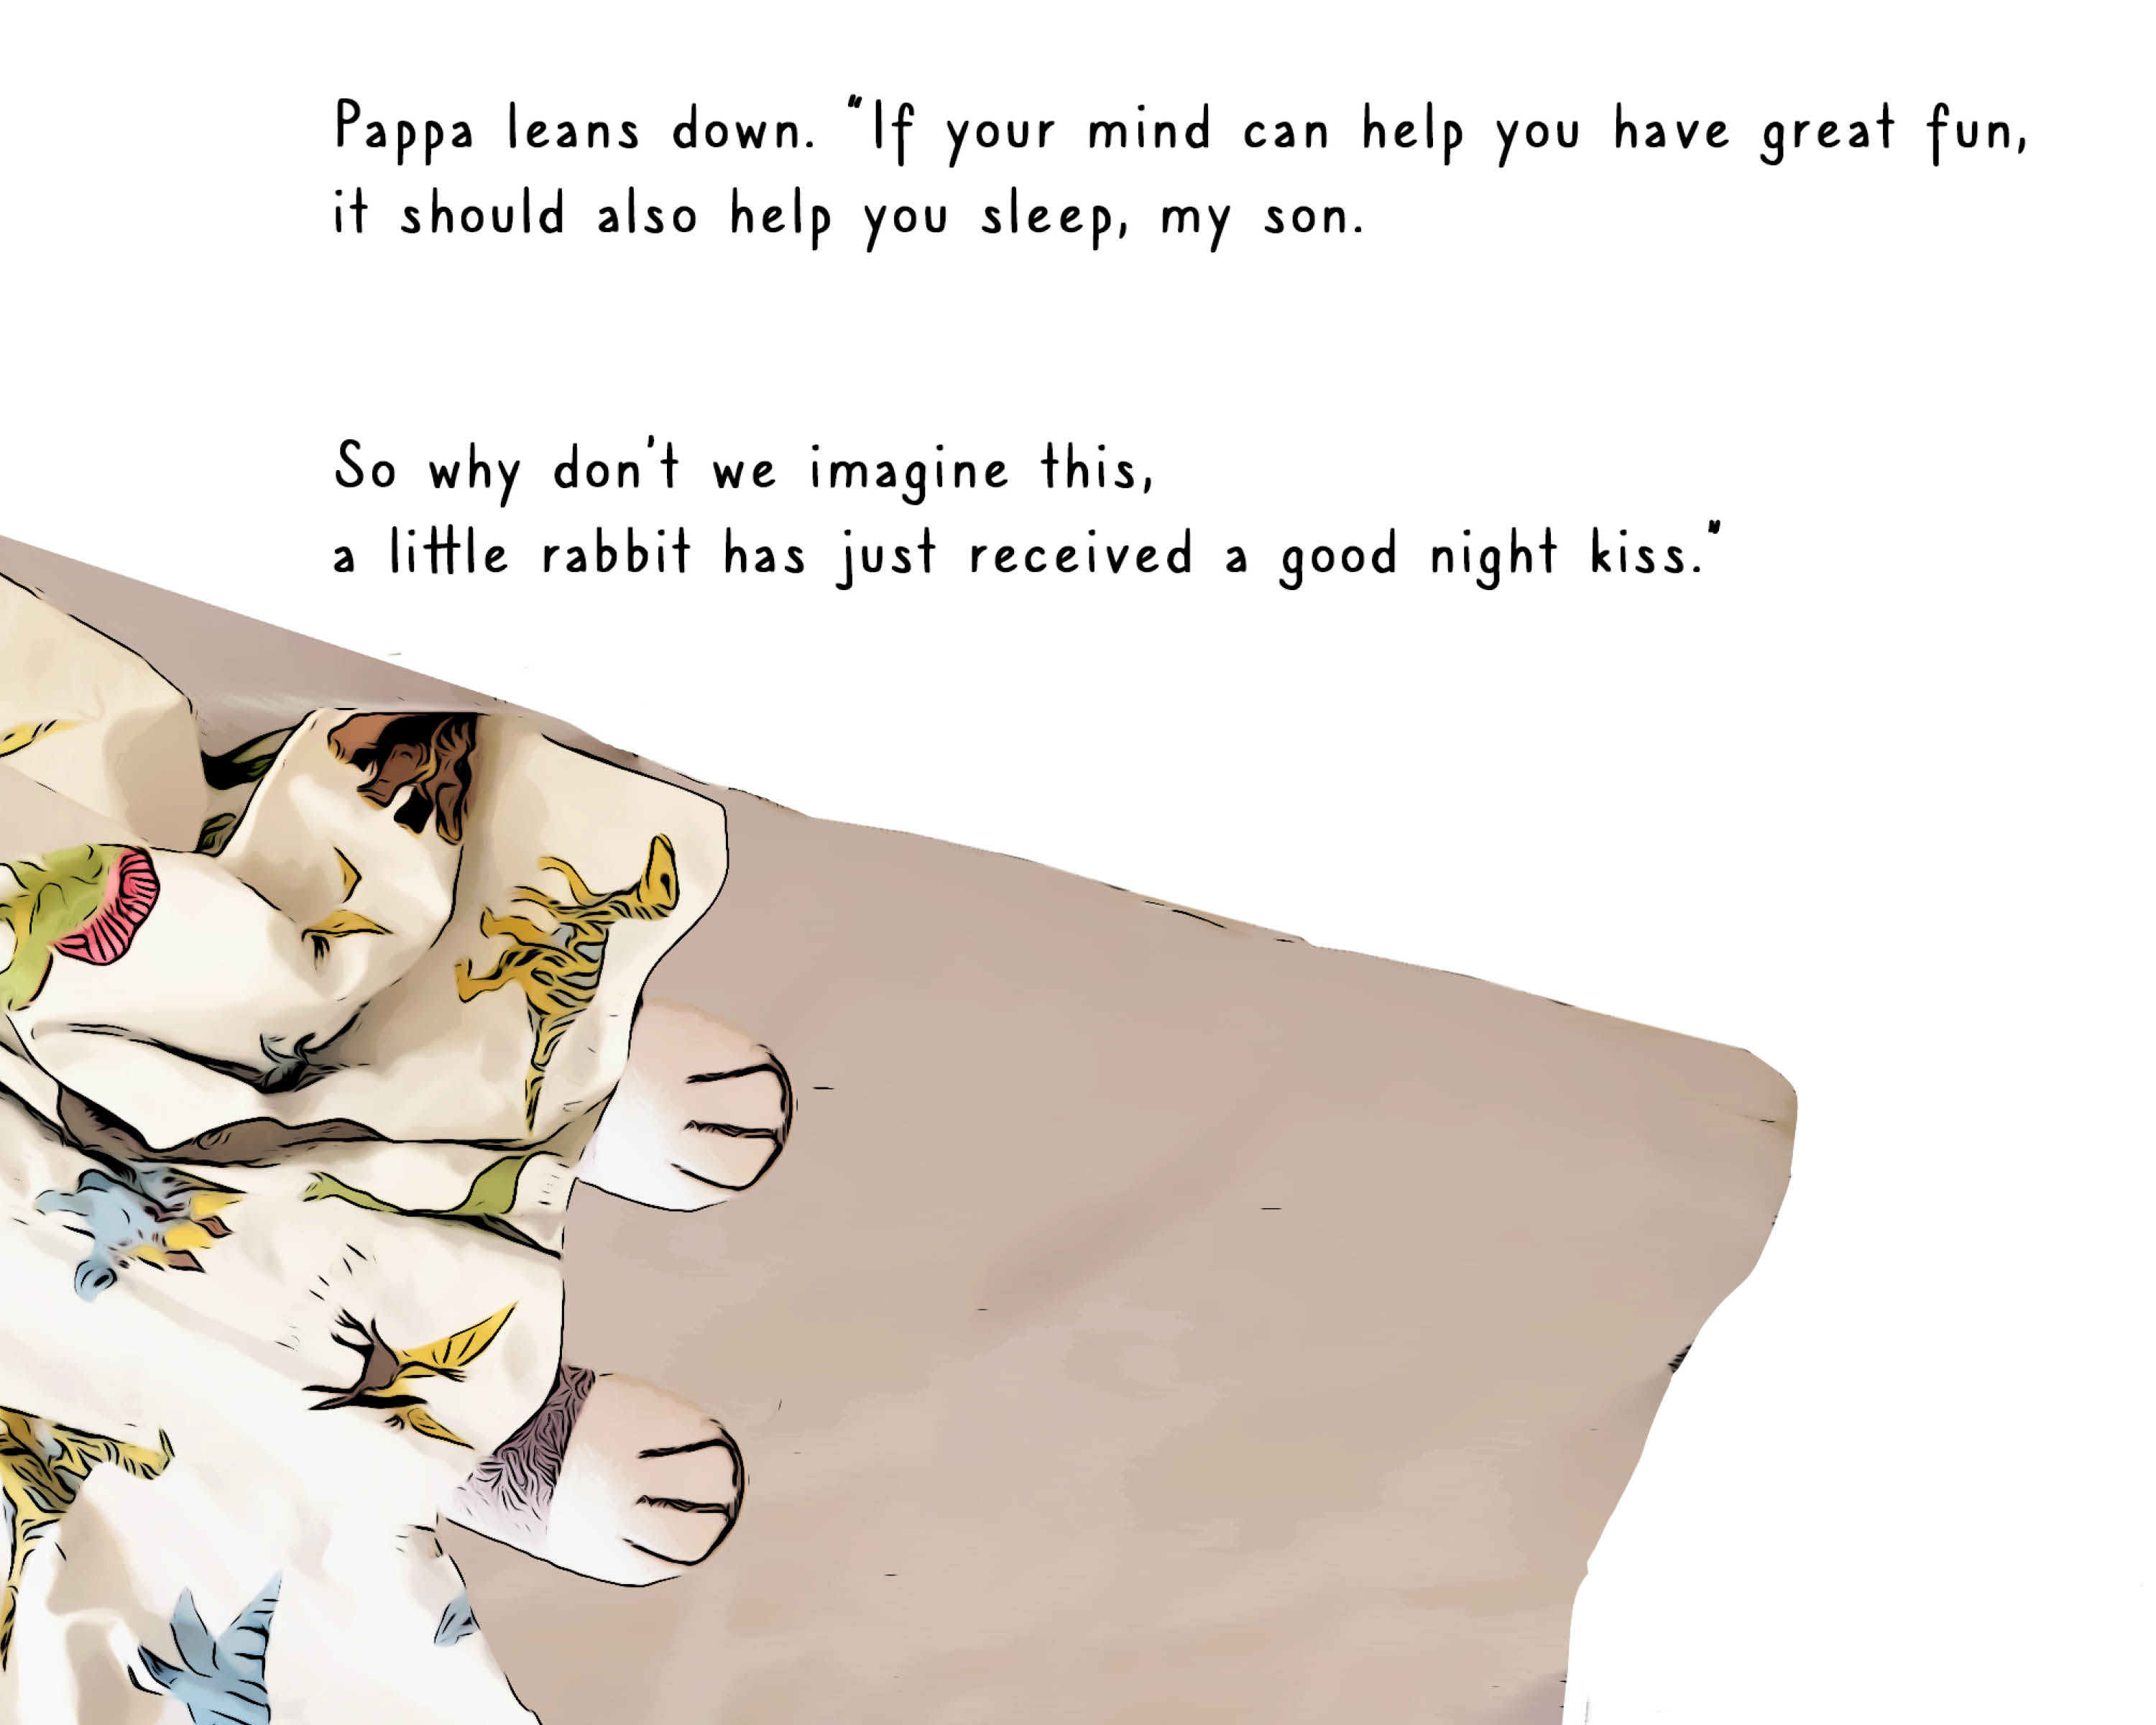 Pappa leans down. "If your mind can help you have great fun,
it should also help you sleep, my son.
So why don't we imagine this,
a little rabbit has just received a good night kiss."